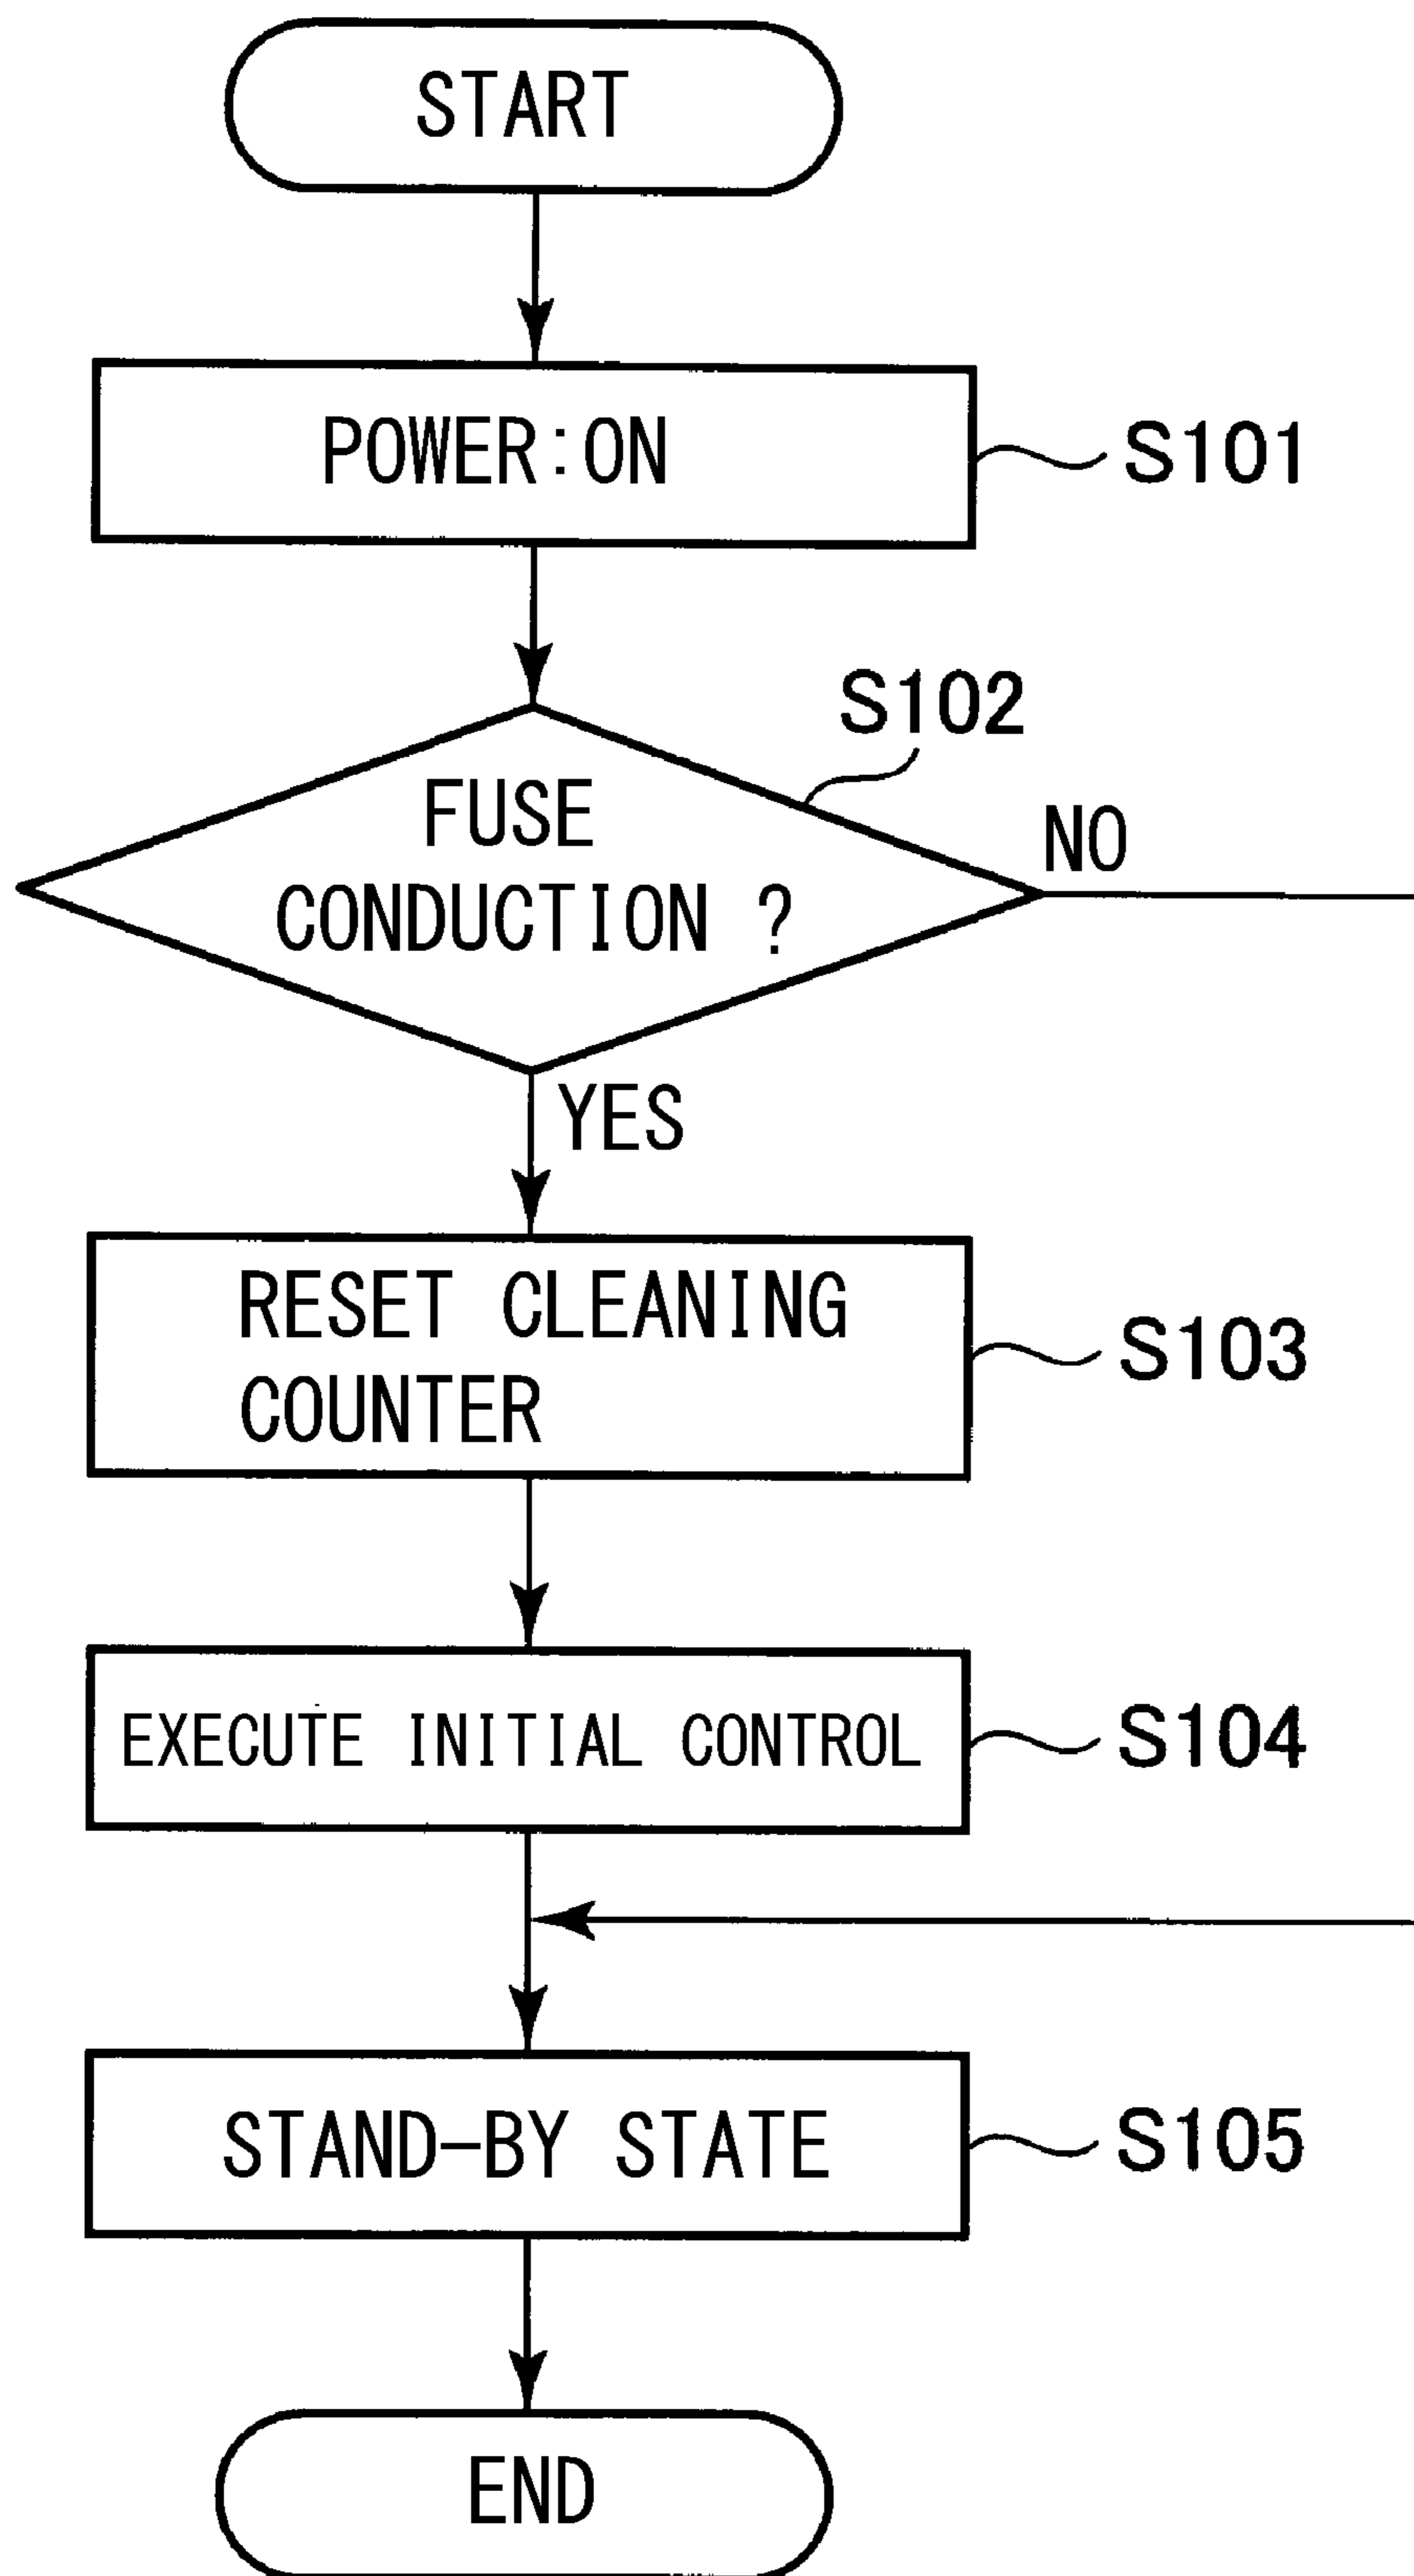 START
POWER:ON
S101
S102
FUSE
CONDUCTION ?
NO
YES
RESET CLEANING
COUNTER
S103
EXECUTE INITIAL CONTROL
S104
STAND-BY STATE
S105
END